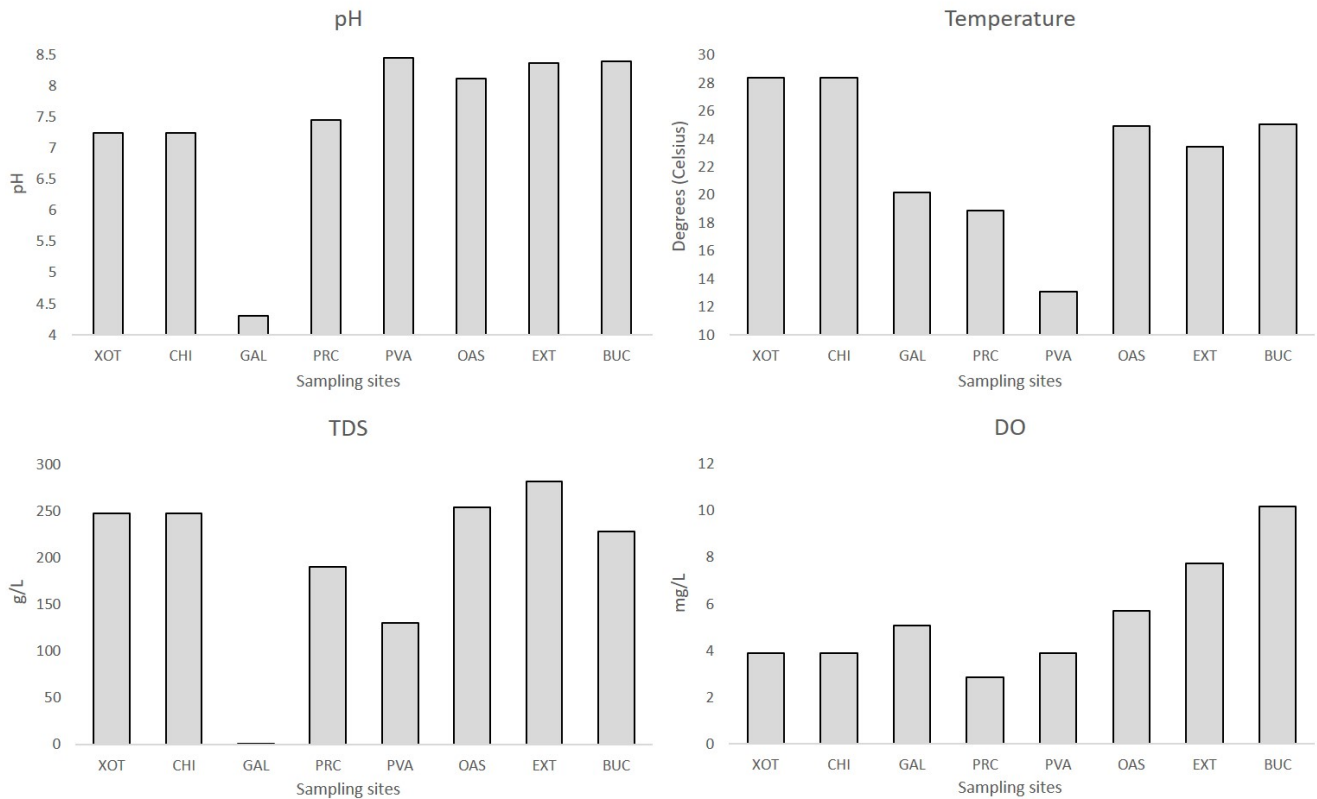 pH
8.5
8
7.5
7
6.5
6
5.5
5
4.5
4
pH
XOT CHI GAL PRC PVA OAS EXT BUC
Sampling sites
Temperature
30
28
26
24
22
20
18
16
14
12
10
Degrees (Celsius)
XOT CHI GAL PRC PVA OAS EXT BUC
Sampling sites
TDS
300
250
200
150
100
50
0
g/L
XOT CHI GAL PRC PVA OAS EXT BUC
Sampling sites
DO
12
10
8
6
4
2
0
mg/L
XOT CHI GAL PRC PVA OAS EXT BUC
Sampling sites